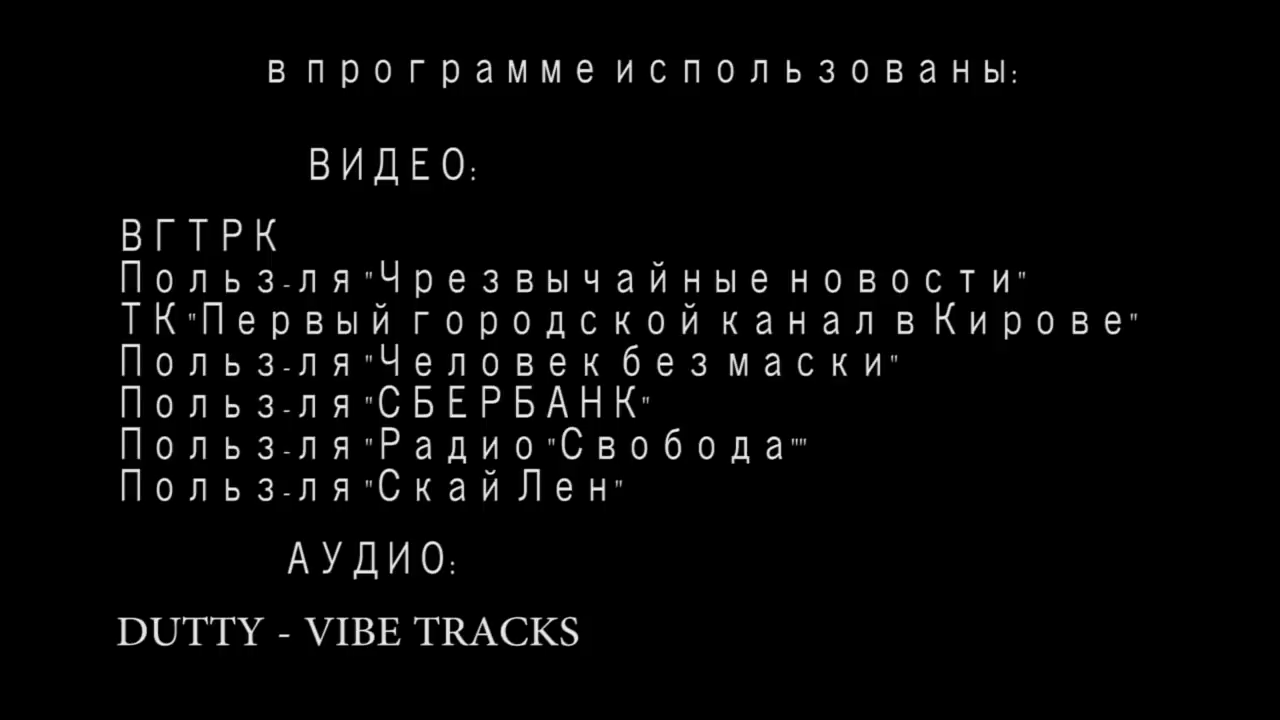 в программе использованы:
ВИДЕО:
ВГТРК
Польз-ля "Чрезвычайные новости"
ТК "Первый городской канал в Кирове"
Польз-ля "Человек без маски"
Польз-ля "СБЕРБАНК"
Польз-ля "Радио "Свобода""
Польз-ля "Скай Лен"
АУДИО:
DUTTY - VIBE TRACKS